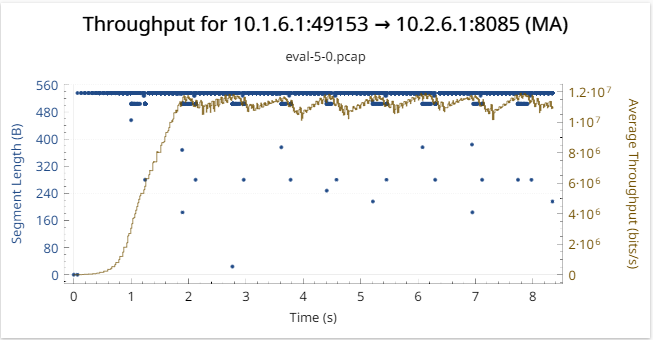 Throughput for 10.1.6.1:49153 → 10.2.6.1:8085 (MA)
eval-5-0.pcap
560
480
400
320
240
160
80
0
Segment Length (B)
1.2·10⁷
1·10⁷
8·10⁶
6·10⁶
4·10⁶
2·10⁶
0
Average Throughput (bits/s)
0 1 2 3 4 5 6 7 8
Time (s)